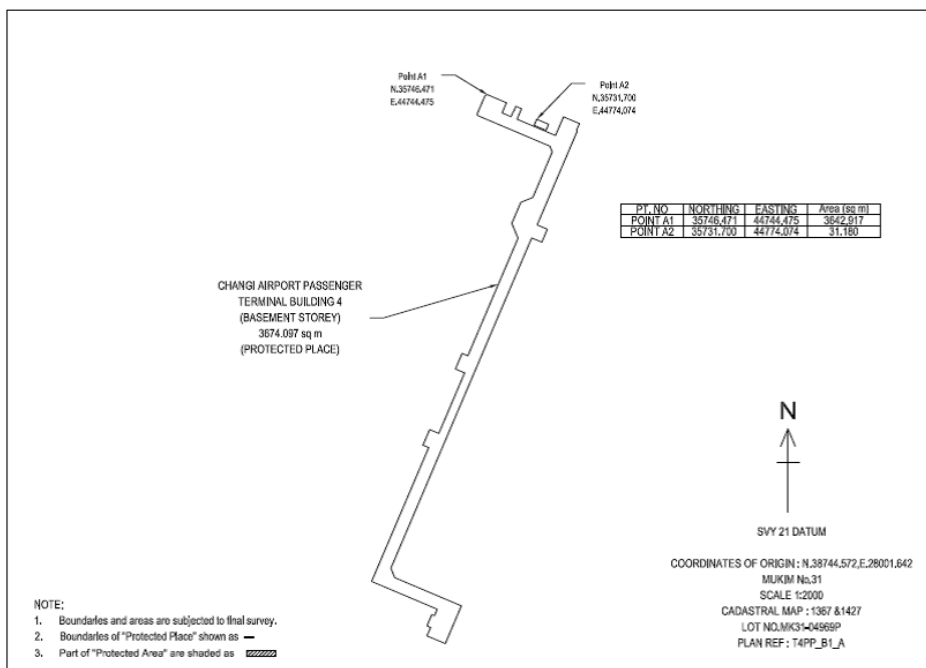 Point A1
N.35746.471
E.44744.475
Point A2
N.35731.700
E.44774.074
PT. NO NORTHING EASTING Area (sq m)
POINT A1 35746.471 44744.475 3642.917
POINT A2 35731.700 44774.074 31.180
CHANGI AIRPORT PASSENGER
TERMINAL BUILDING 4
(BASEMENT STOREY)
3674.097 sq m
(PROTECTED PLACE)
N
SVY 21 DATUM
COORDINATES OF ORIGIN : N.38744.572,E.28001.642
MUKIM No.31
SCALE 1:2000
CADASTRAL MAP : 1367 &1427
LOT NO.MK31-04969P
PLAN REF : T4PP_B1_A
NOTE:
1. Boundaries and areas are subjected to final survey.
2. Boundaries of "Protected Place" shown as
3. Part of "Protected Area" are shaded as